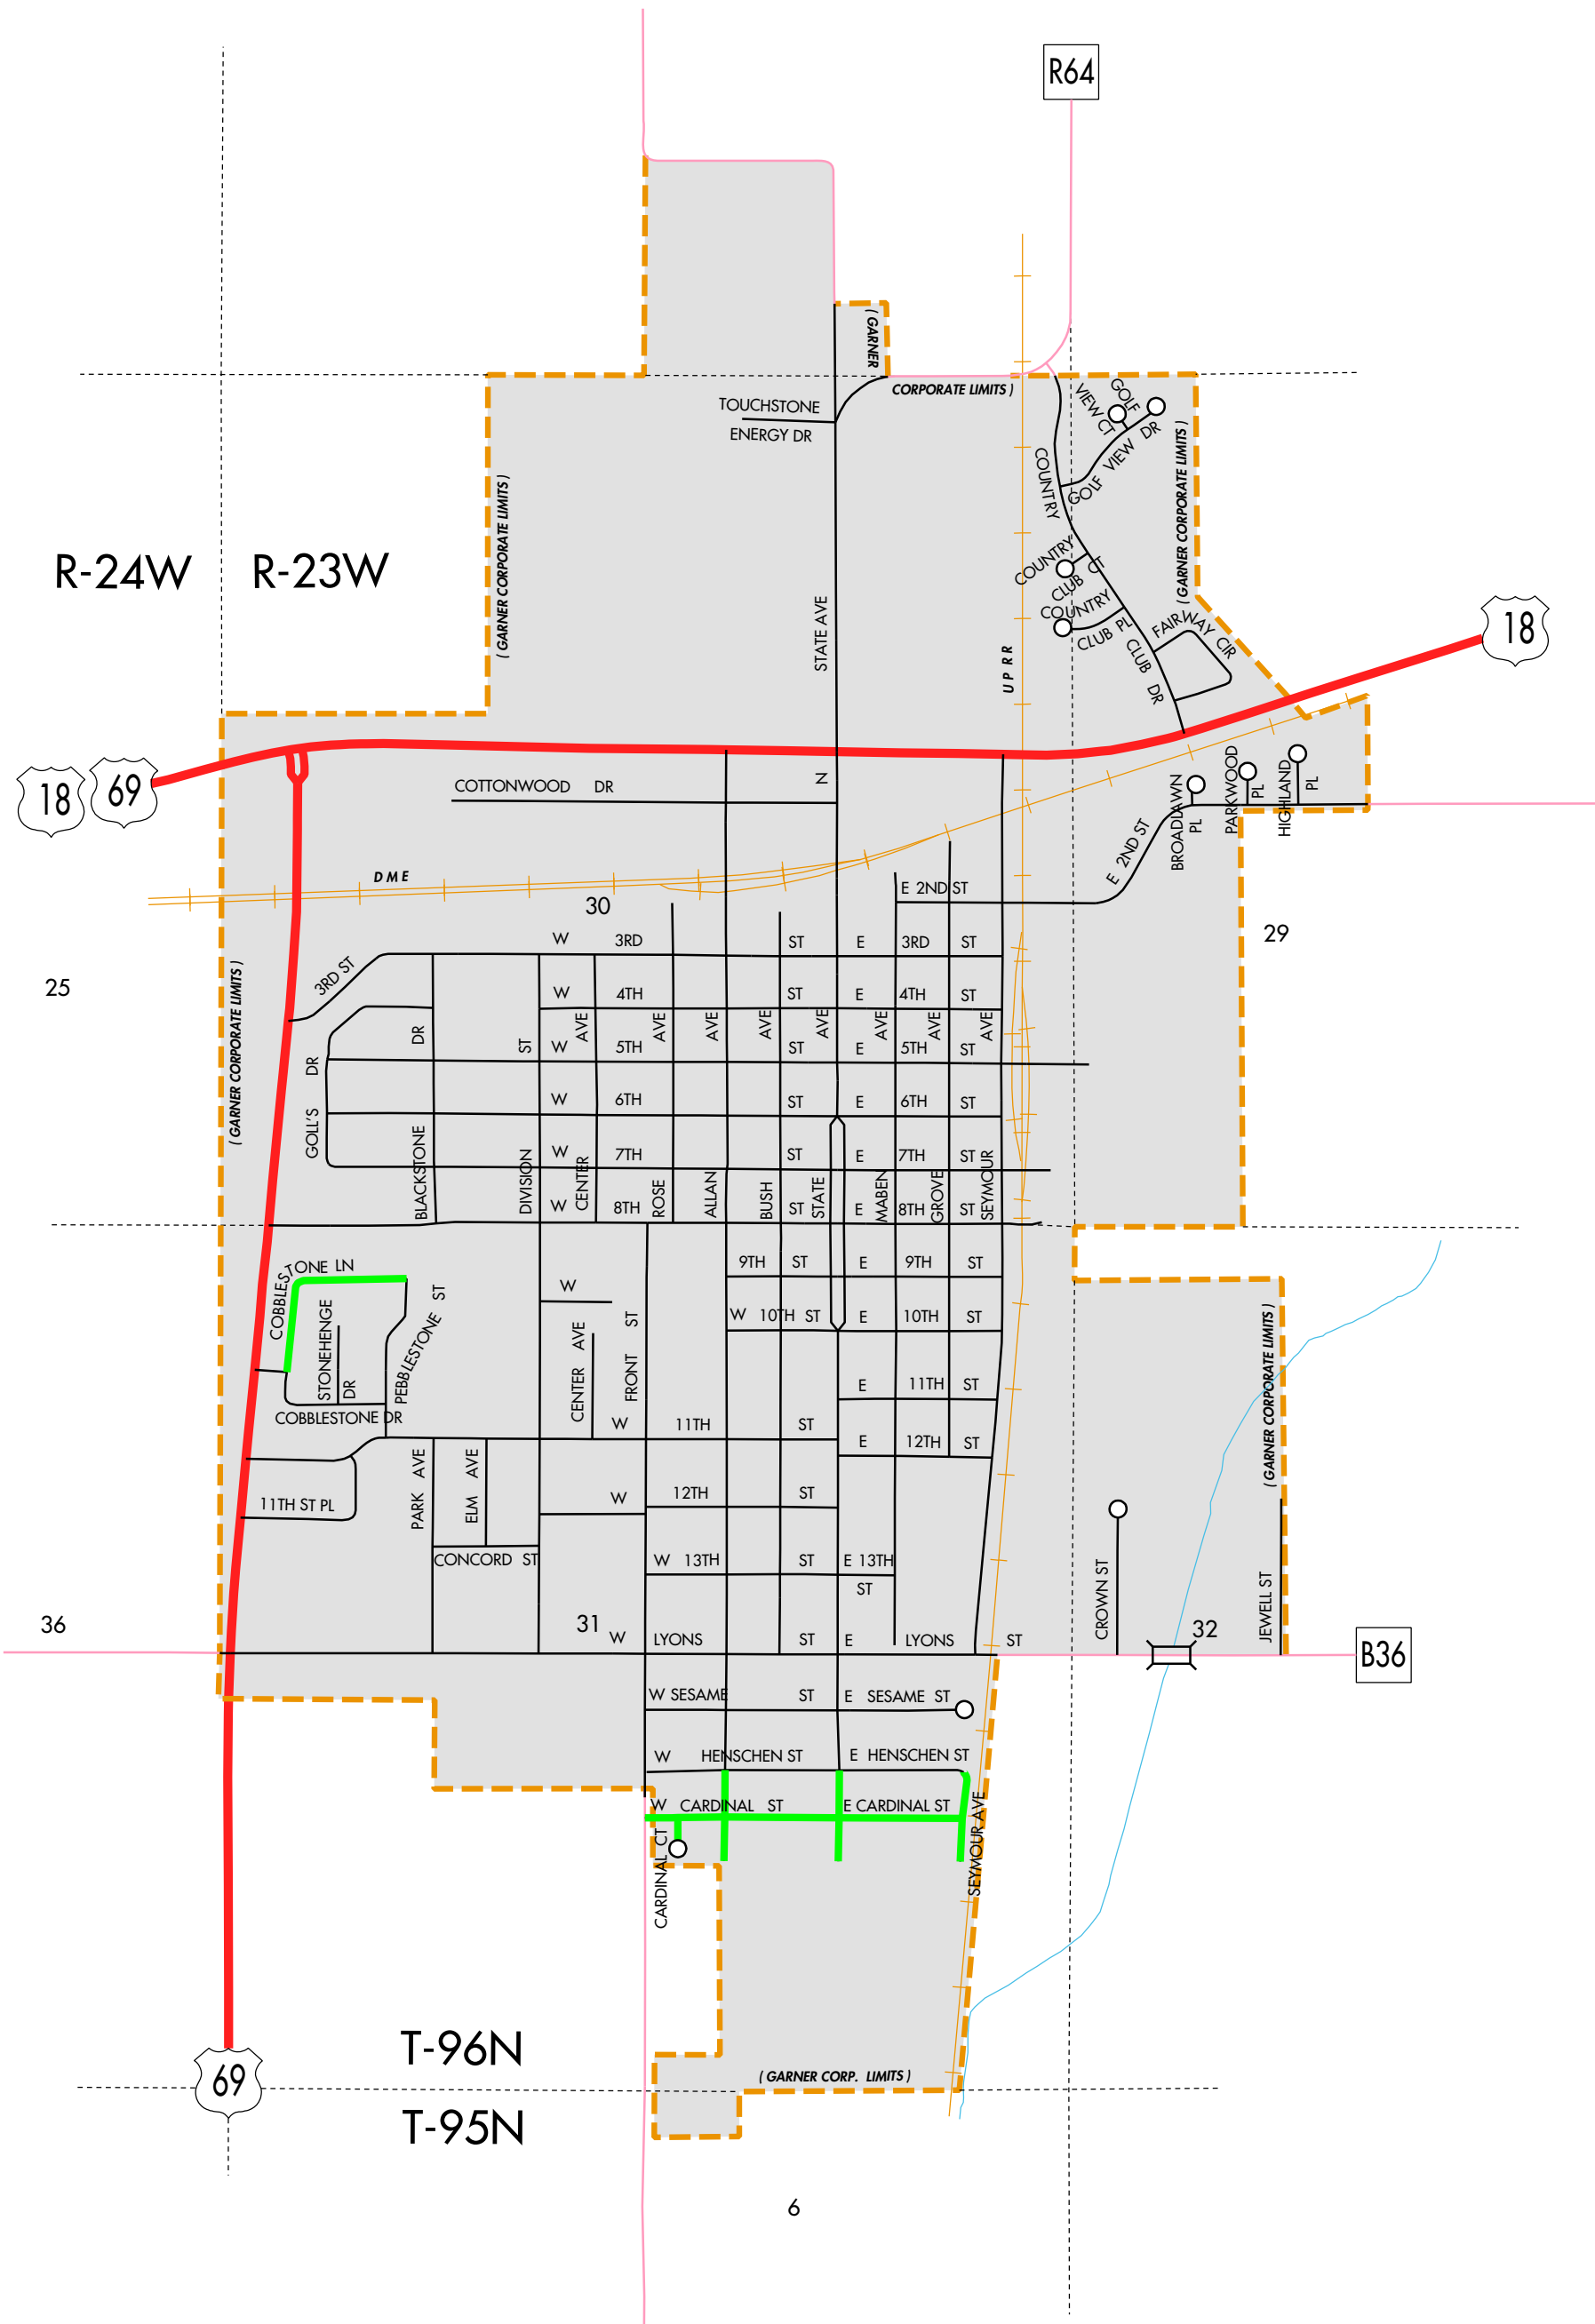 R64
( GARNER
CORPORATE LIMITS )
TOUCHSTONE
ENERGY DR
GOLF
VIEW CT
GOLF VIEW DR
COUNTRY
CLUB DR
( GARNER CORPORATE LIMITS )
( GARNER CORPORATE LIMITS )
R-24W
R-23W
COUNTRY
CLUB CT
COUNTRY
CLUB PL
FAIRWAY CIR
N STATE AVE
UP RR
18
18
69
COTTONWOOD DR
BROADLAWN
PL
PARKWOOD
PL
HIGHLAND
PL
E 2ND ST
DME
E 2ND ST
30
29
25
W 3RD ST E 3RD ST
3RD ST
W 4TH ST E 4TH ST
W 5TH ST E 5TH ST
W 6TH ST E 6TH ST
W 7TH ST E 7TH ST
W 8TH ST E 8TH ST
( GARNER CORPORATE LIMITS )
GOLL'S DR
BLACKSTONE DR
DIVISION ST
CENTER AVE
ROSE AVE
ALLAN AVE
BUSH AVE
STATE AVE
MABEN AVE
GROVE AVE
SEYMOUR AVE
9TH ST E 9TH ST
COBBLESTONE LN
STONEHENGE
DR
PEBBLESTONE ST
COBBLESTONE DR
W
W 10TH ST E 10TH ST
CENTER AVE
FRONT ST
E 11TH ST
W 11TH ST
E 12TH ST
( GARNER CORPORATE LIMITS )
11TH ST PL
PARK AVE
ELM AVE
W 12TH ST
CONCORD ST
W 13TH ST E 13TH
ST
CROWN ST
JEWELL ST
36
31
32
W LYONS ST E LYONS ST
B36
W SESAME ST E SESAME ST
W HENSCHEN ST E HENSCHEN ST
W CARDINAL ST E CARDINAL ST
CARDINAL CT
SEYMOUR AVE
T-96N
69
( GARNER CORP. LIMITS )
T-95N
6